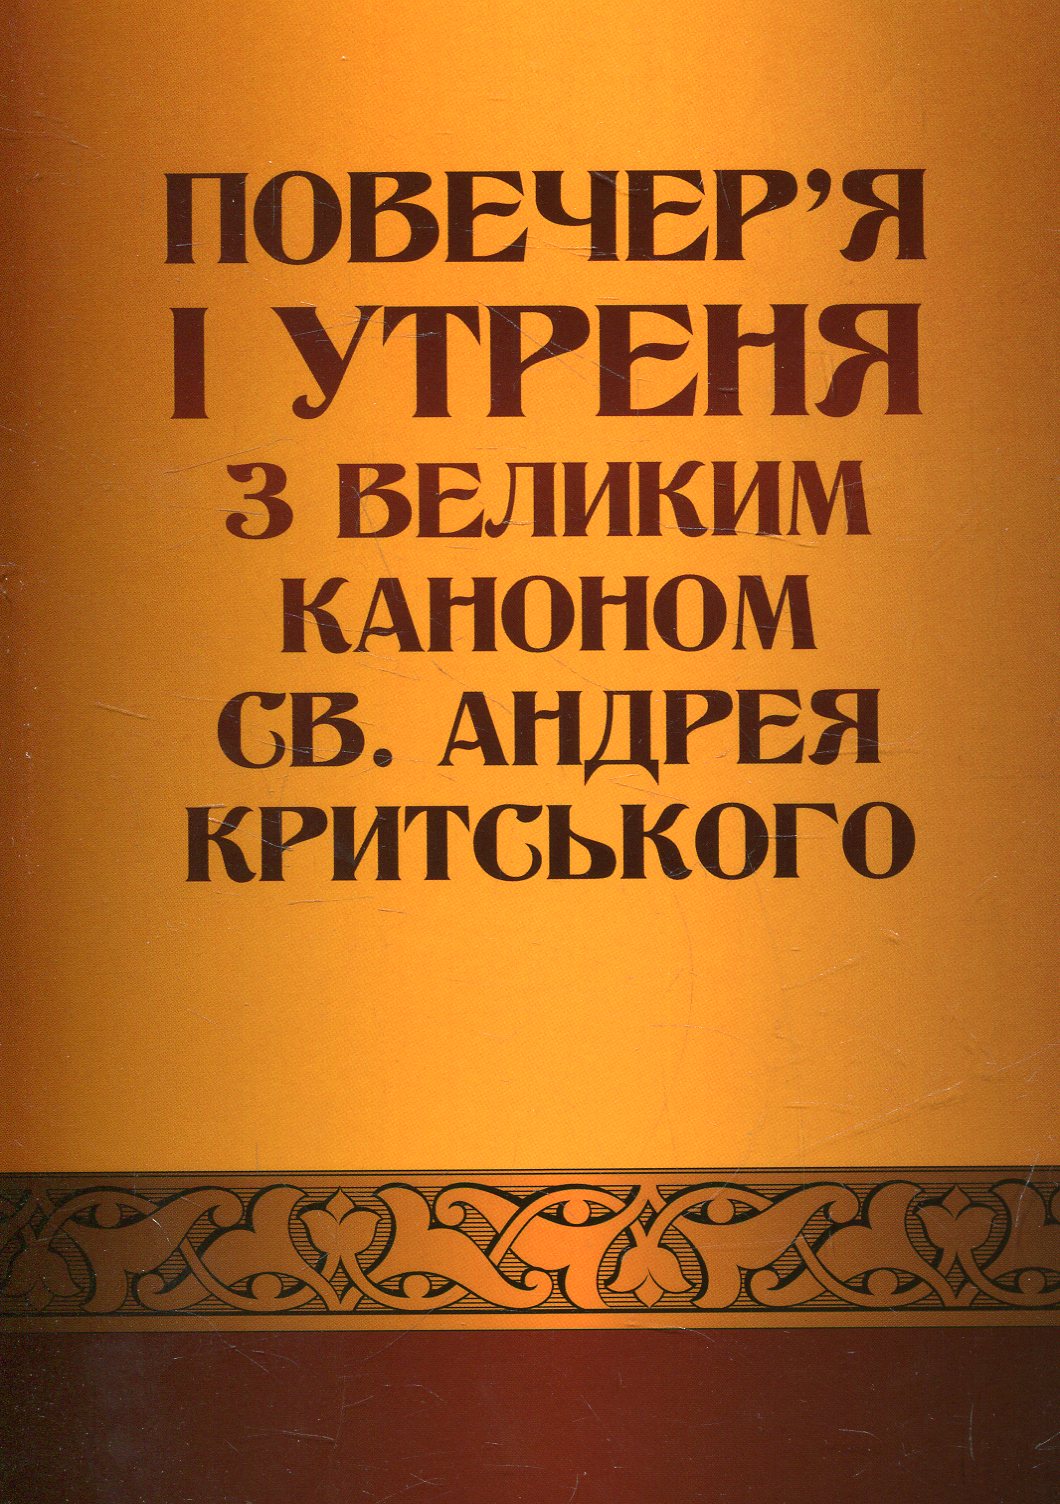 ПОВЕЧЕР’Я
І УТРЕНЯ
З ВЕЛИКИМ
КАНОНОМ
СВ. АНДРЕЯ
КРИТСЬКОГО